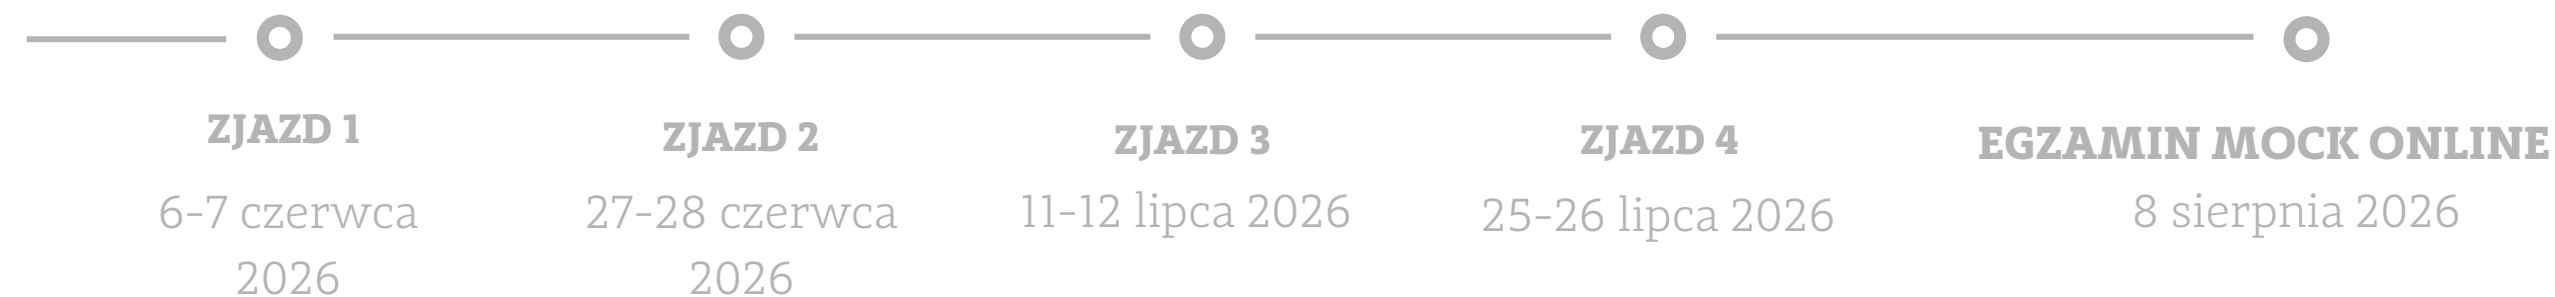 ZJAZD 1
6-7 czerwca
2026
ZJAZD 2
27-28 czerwca
2026
ZJAZD 3
11-12 lipca 2026
ZJAZD 4
25-26 lipca 2026
EGZAMIN MOCK ONLINE
8 sierpnia 2026